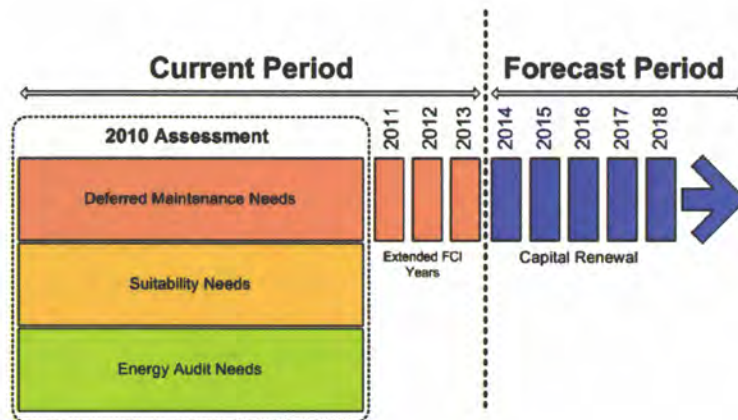 Current Period
Forecast Period
2010 Assessment
2011
2012
2013
2014
2015
2016
2017
2018
Deferred Maintenance Needs
Extended FCI
Years
Capital Renewal
Suitability Needs
Energy Audit Needs